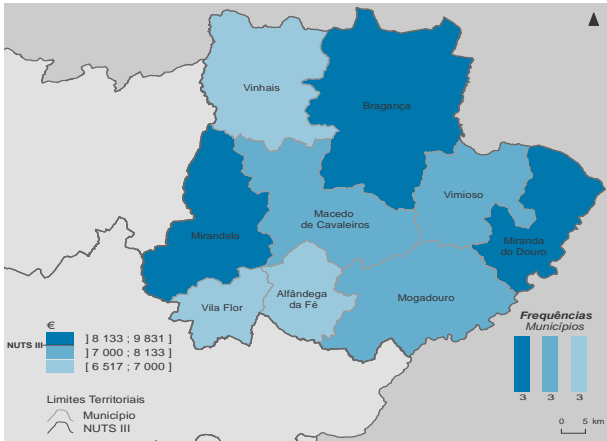 Vinhais
Bragança
Vimioso
Macedo
de Cavaleiros
Mirandela
Miranda
do Douro
Alfândega
da Fé
Vila Flor
Mogadouro
€
NUTS III
] 8 133 ; 9 831 ]
] 7 000 ; 8 133 ]
[ 6 517 ; 7 000 ]
Limites Territoriais
Município
NUTS III
Frequências
Municípios
3 3 3
0 5 km